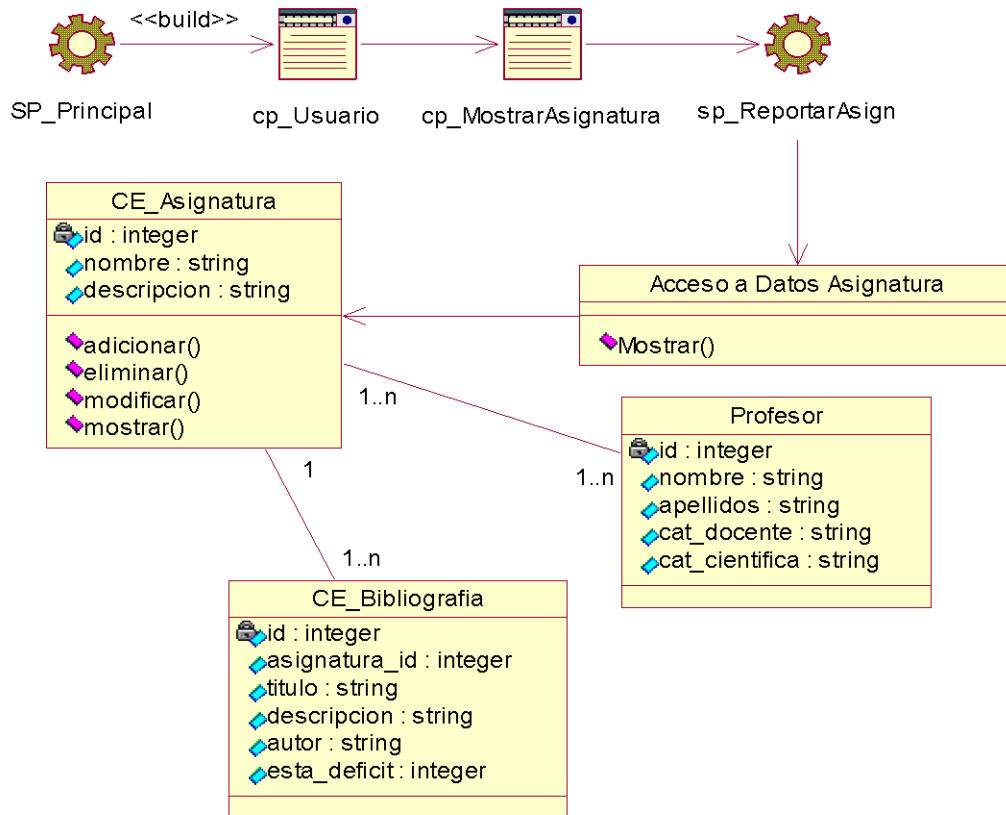 <<build>>
SP_Principal
cp_Usuario
cp_MostrarAsignatura
sp_ReportarAsign
CE_Asignatura
id : integer
nombre : string
descripcion : string
adicionar()
eliminar()
modificar()
mostrar()
Acceso a Datos Asignatura
Mostrar()
1..n
1..n
Profesor
id : integer
nombre : string
apellidos : string
cat_docente : string
cat_cientifica : string
1
1..n
CE_Bibliografia
id : integer
asignatura_id : integer
titulo : string
descripcion : string
autor : string
esta_deficit : integer